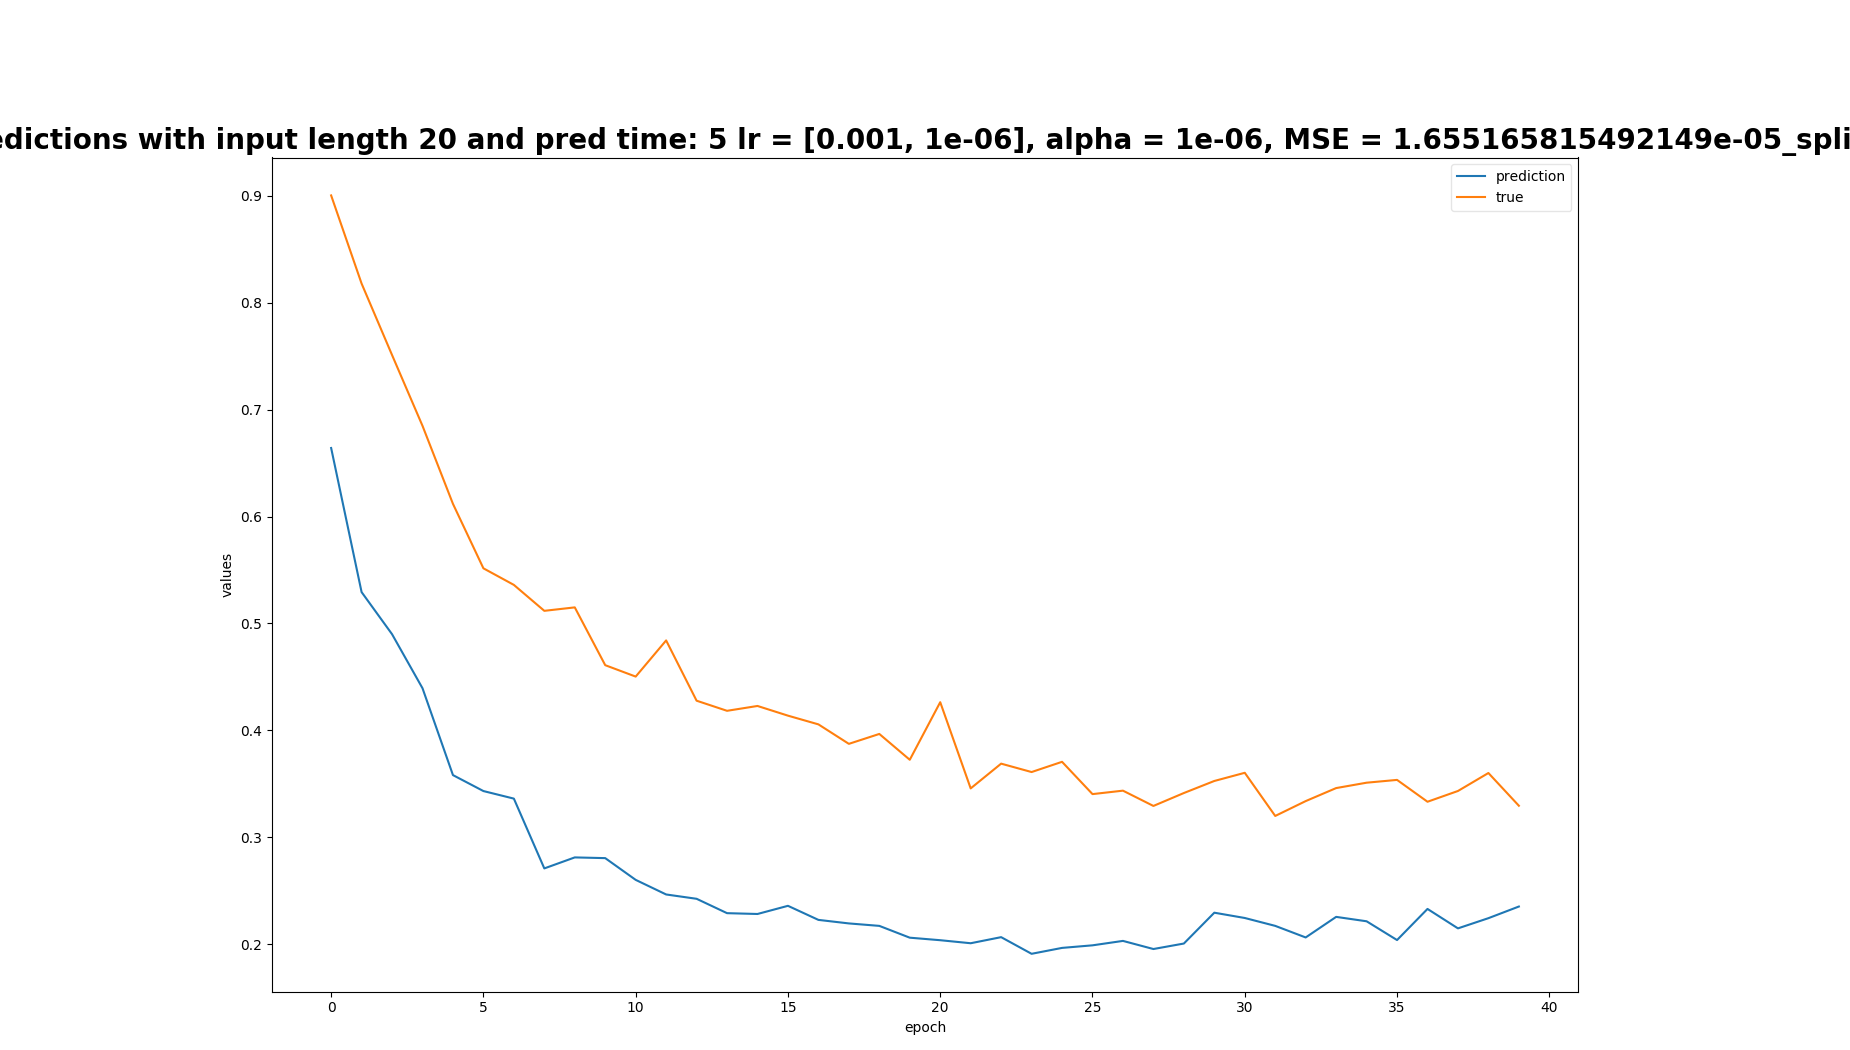 edictions with input length 20 and pred time: 5 lr = [0.001, 1e-06], alpha = 1e-06, MSE = 1.655165815492149e-05_spli
prediction
true
0.9
0.8
0.7
0.6
0.5
0.4
0.3
0.2
values
0 5 10 15 20 25 30 35 40
epoch